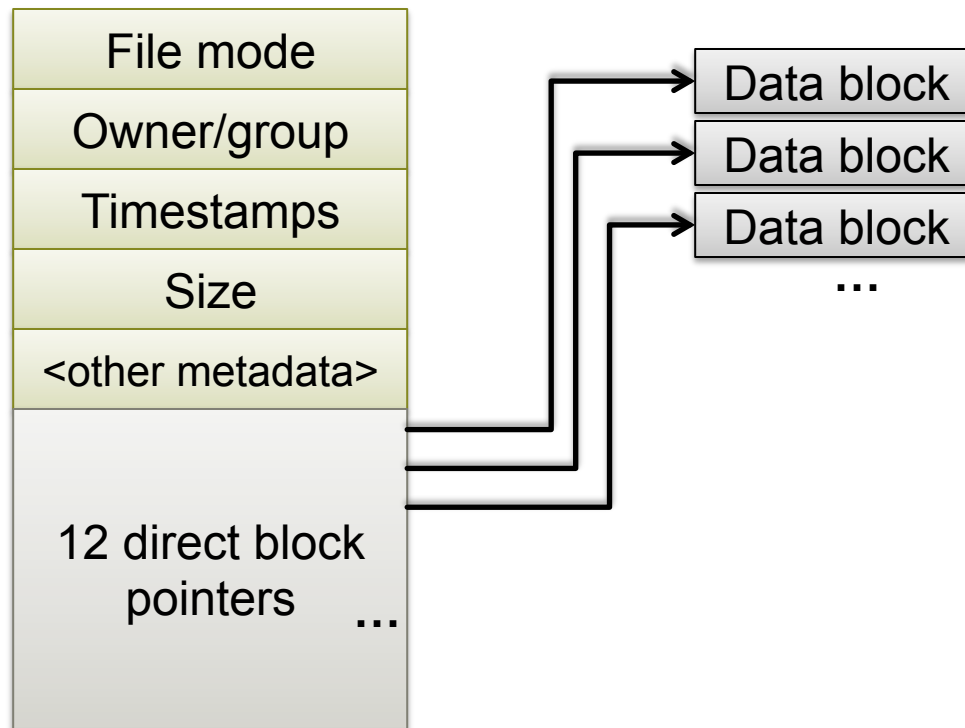 File mode
Owner/group
Timestamps
Size
<other metadata>
12 direct block
pointers ...
Data block
Data block
Data block
...